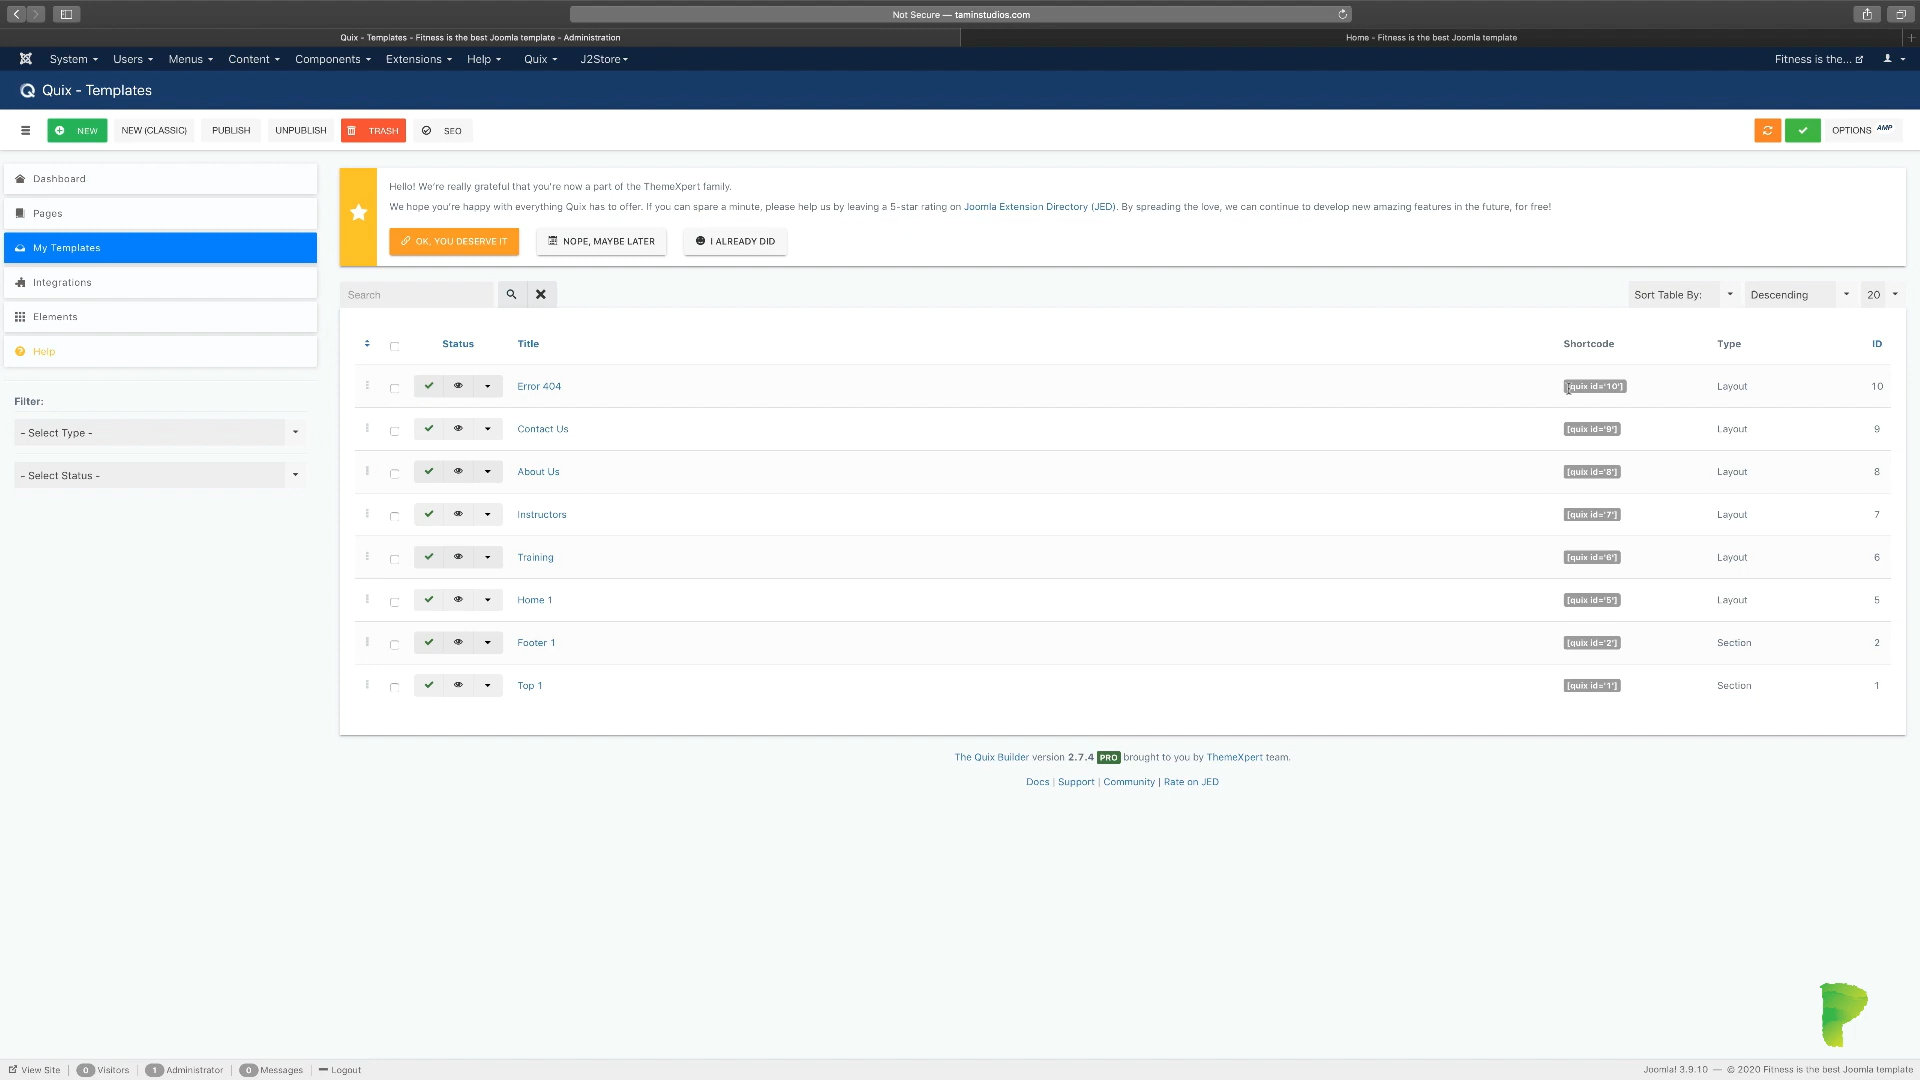 Not Secure — taminstudios.com
Quix - Templates - Fitness is the best Joomla template - Administration
Home - Fitness is the best Joomla template
System Users Menus Content Components Extensions Help Quix J2Store
Fitness is the...
Quix - Templates
NEW NEW (CLASSIC) PUBLISH UNPUBLISH TRASH SEO
OPTIONS AMP
Dashboard
Pages
My Templates
Integrations
Elements
Help
Filter:
- Select Type -
- Select Status -
Hello! We're really grateful that you're now a part of the ThemeXpert family.
We hope you're happy with everything Quix has to offer. If you can spare a minute, please help us by leaving a 5-star rating on Joomla Extension Directory (JED). By spreading the love, we can continue to develop new amazing features in the future, for free!
OK, YOU DESERVE IT NOPE, MAYBE LATER I ALREADY DID
Search
Sort Table By: Descending 20
Status Title Shortcode Type ID
Error 404 [quix id='10'] Layout 10
Contact Us [quix id='9'] Layout 9
About Us [quix id='8'] Layout 8
Instructors [quix id='7'] Layout 7
Training [quix id='6'] Layout 6
Home 1 [quix id='5'] Layout 5
Footer 1 [quix id='2'] Section 2
Top 1 [quix id='1'] Section 1
The Quix Builder version 2.7.4 PRO brought to you by ThemeXpert team.
Docs | Support | Community | Rate on JED
View Site 0 Visitors 1 Administrator 0 Messages Logout
Joomla! 3.9.10 — © 2020 Fitness is the best Joomla template